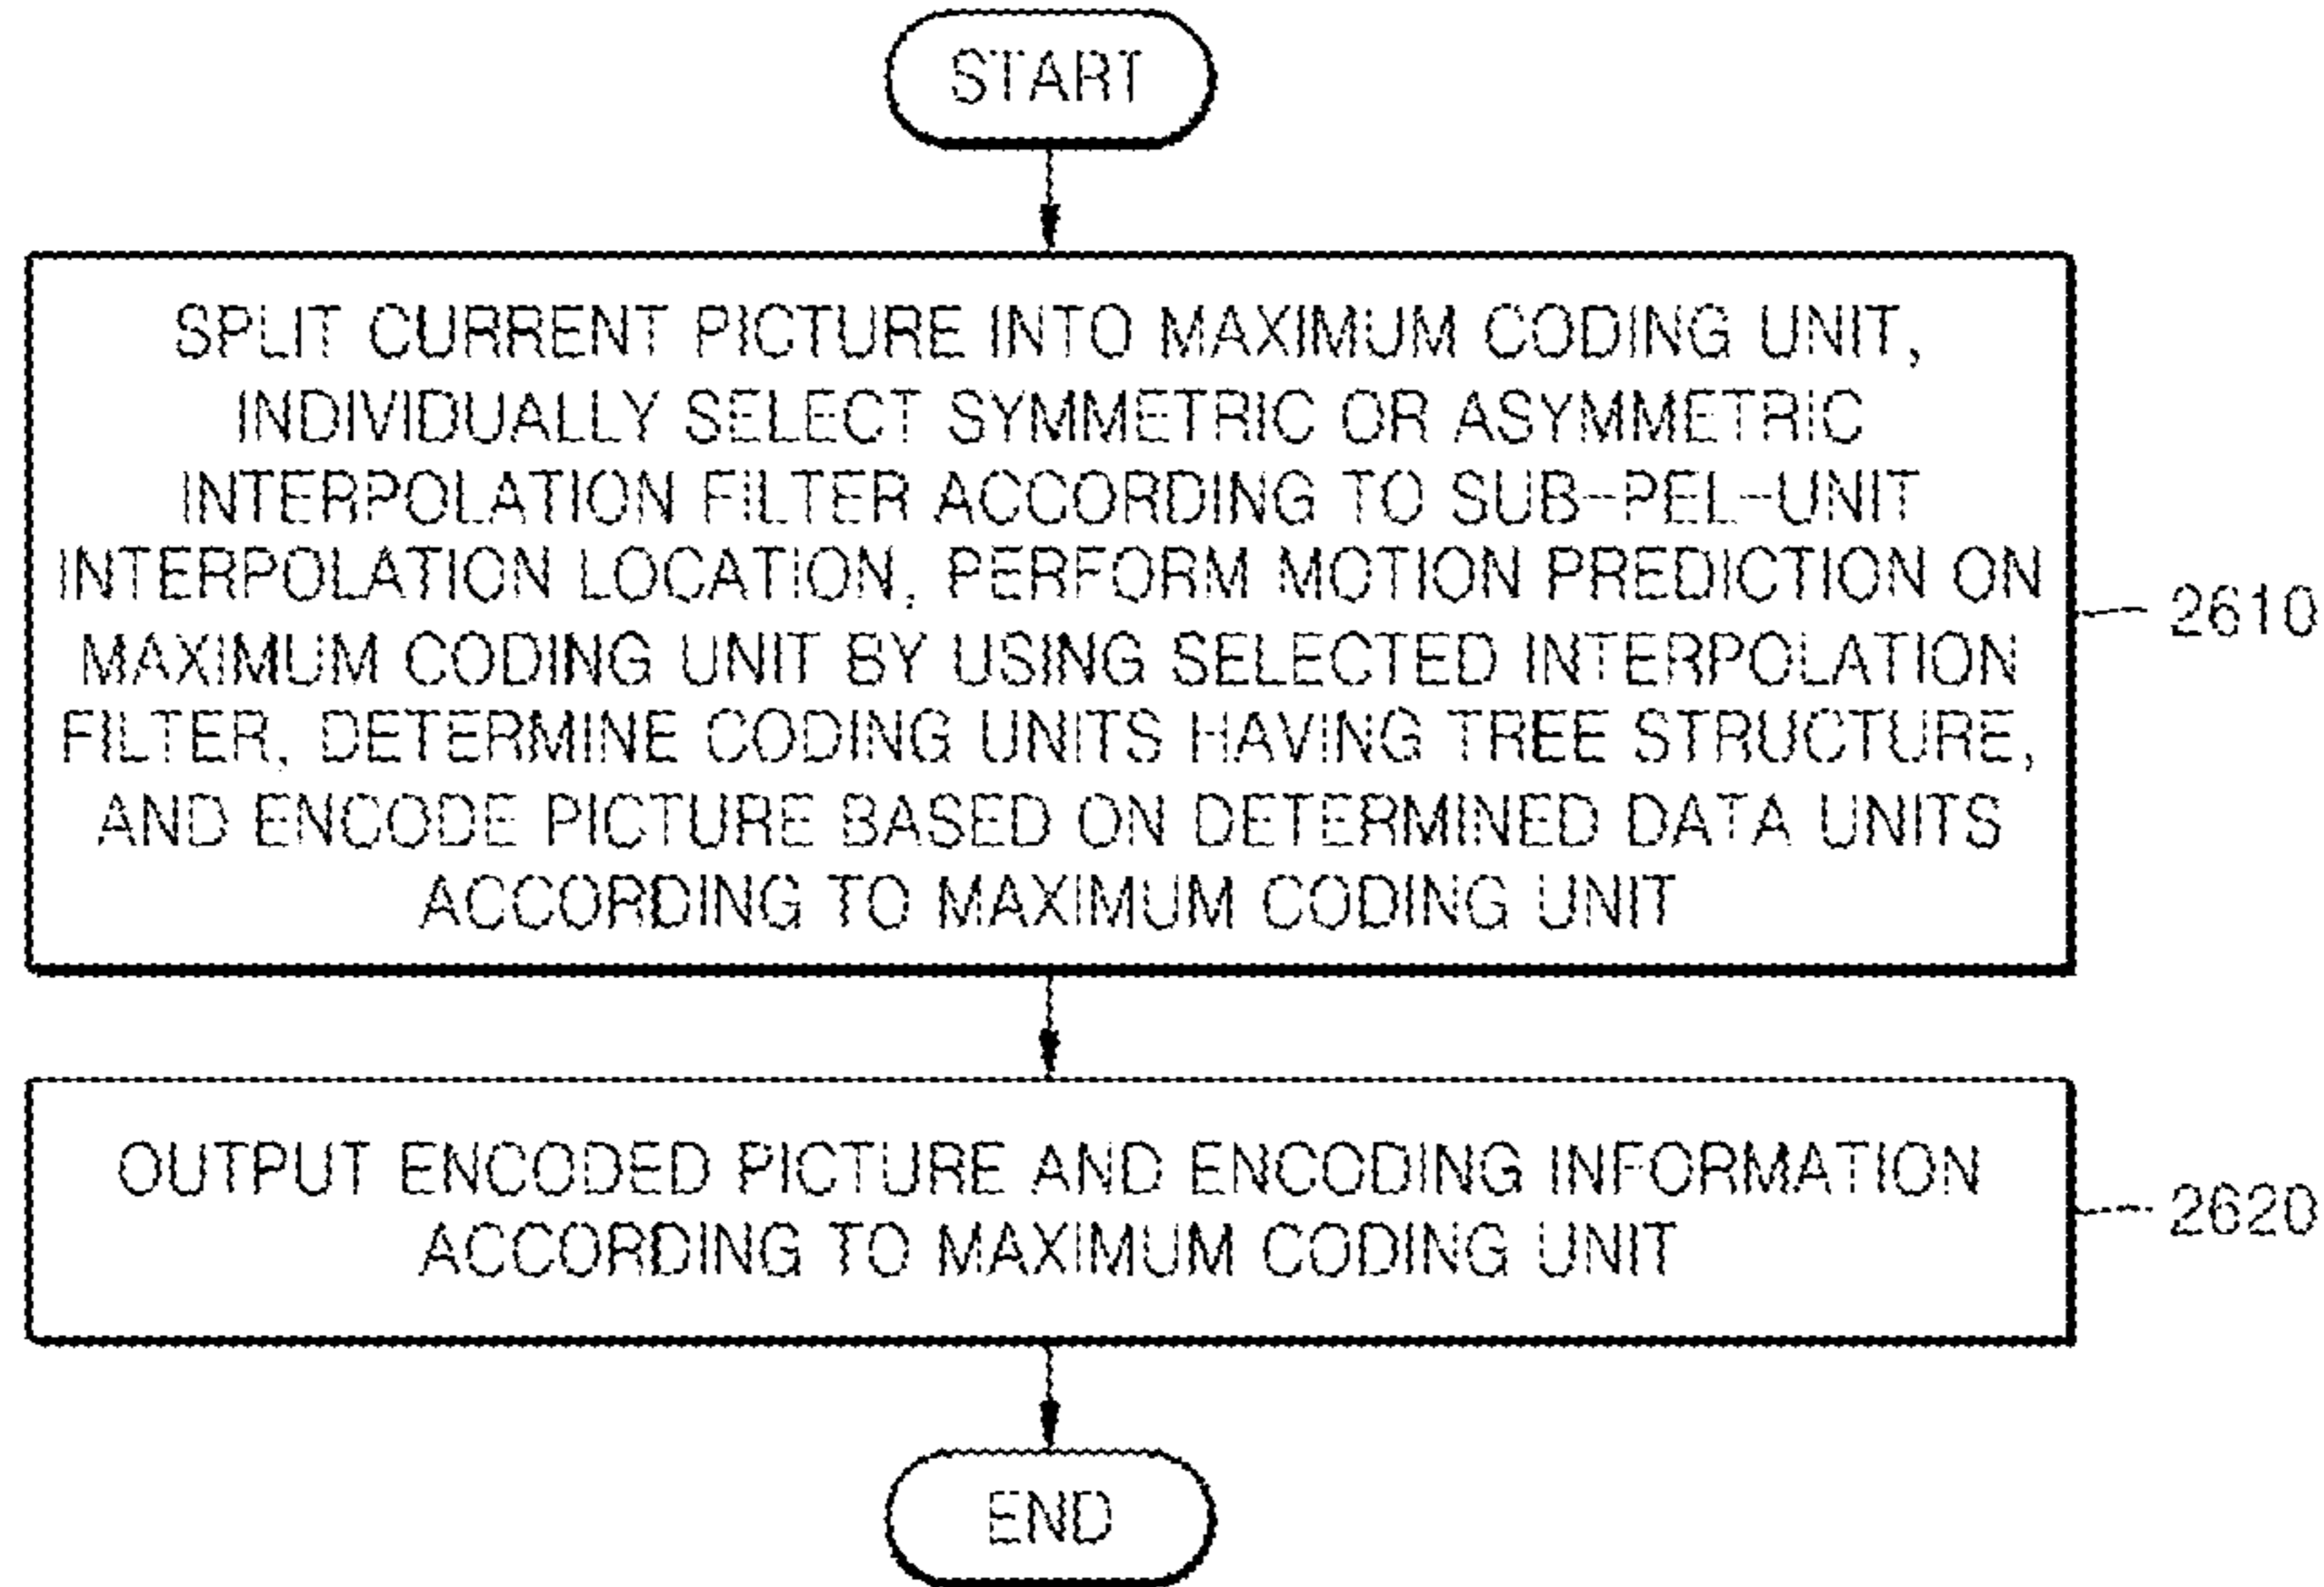 START
SPLIT CURRENT PICTURE INTO MAXIMUM CODING UNIT,
INDIVIDUALLY SELECT SYMMETRIC OR ASYMMETRIC
INTERPOLATION FILTER ACCORDING TO SUB-PEL-UNIT
INTERPOLATION LOCATION, PERFORM MOTION PREDICTION ON
MAXIMUM CODING UNIT BY USING SELECTED INTERPOLATION
FILTER, DETERMINE CODING UNITS HAVING TREE STRUCTURE,
AND ENCODE PICTURE BASED ON DETERMINED DATA UNITS
ACCORDING TO MAXIMUM CODING UNIT
2610
OUTPUT ENCODED PICTURE AND ENCODING INFORMATION
ACCORDING TO MAXIMUM CODING UNIT
2620
END